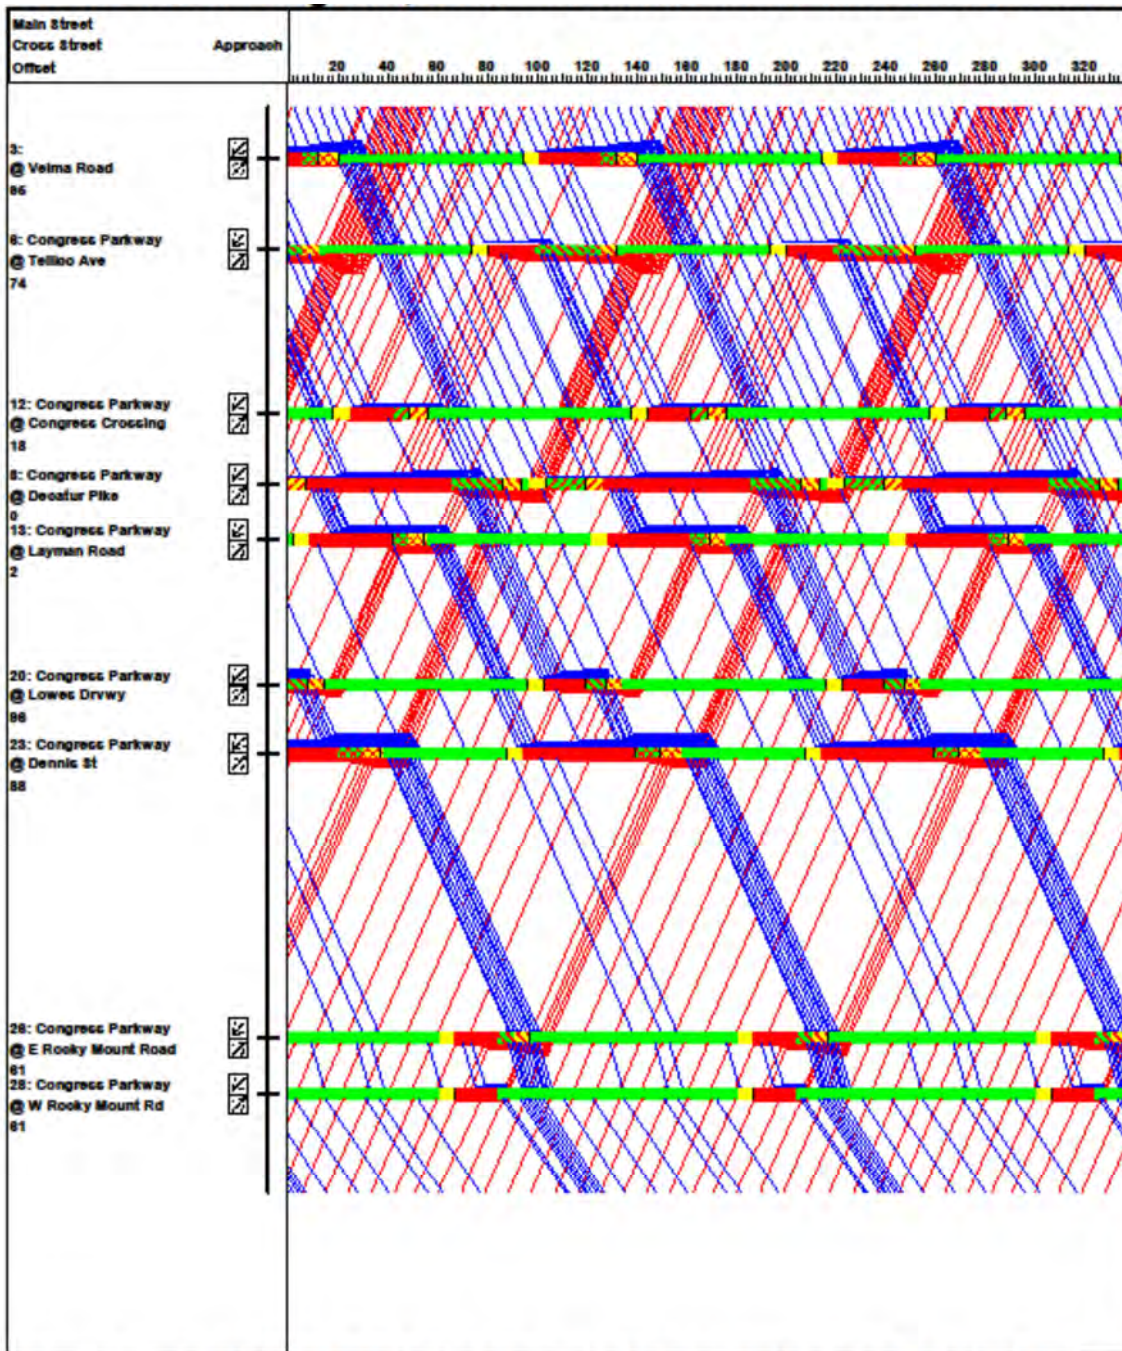 Main Street
Cross Street Approach
Offset
20 40 60 80 100 120 140 160 180 200 220 240 260 280 300 320
3:
@ Velma Road
86
6: Congress Parkway
@ Tellico Ave
74
12: Congress Parkway
@ Congress Crossing
18
8: Congress Parkway
@ Decatur Pike
0
13: Congress Parkway
@ Layman Road
2
20: Congress Parkway
@ Lowes Drvwy
96
23: Congress Parkway
@ Dennis St
88
26: Congress Parkway
@ E Rocky Mount Road
61
28: Congress Parkway
@ W Rocky Mount Rd
61